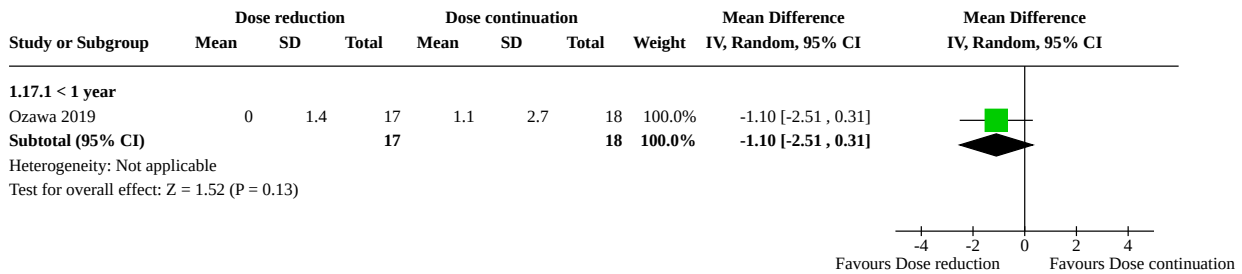 Dose reduction Dose continuation Mean Difference Mean Difference
Study or Subgroup Mean SD Total Mean SD Total Weight IV, Random, 95% CI IV, Random, 95% CI
1.17.1 < 1 year
Ozawa 2019 0 1.4 17 1.1 2.7 18 100.0% -1.10 [-2.51 , 0.31]
Subtotal (95% CI) 17 18 100.0% -1.10 [-2.51 , 0.31]
Heterogeneity: Not applicable
Test for overall effect: Z = 1.52 (P = 0.13)
-4 -2 0 2 4
Favours Dose reduction Favours Dose continuation